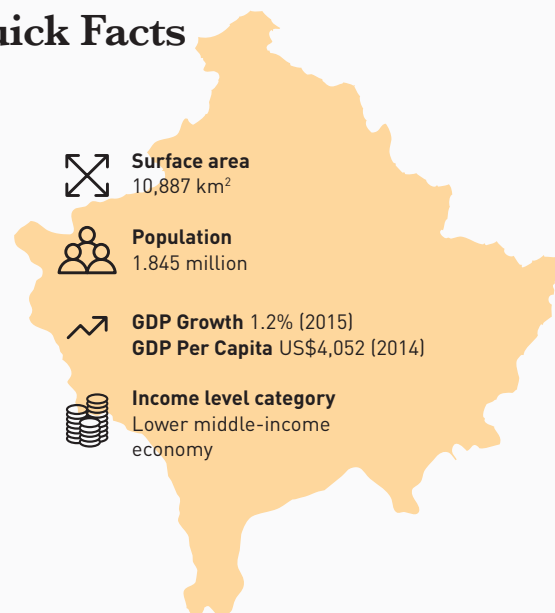 uick Facts
Surface area
10,887 km²
Population
1.845 million
GDP Growth 1.2% (2015)
GDP Per Capita US$4,052 (2014)
Income level category
Lower middle-income
economy